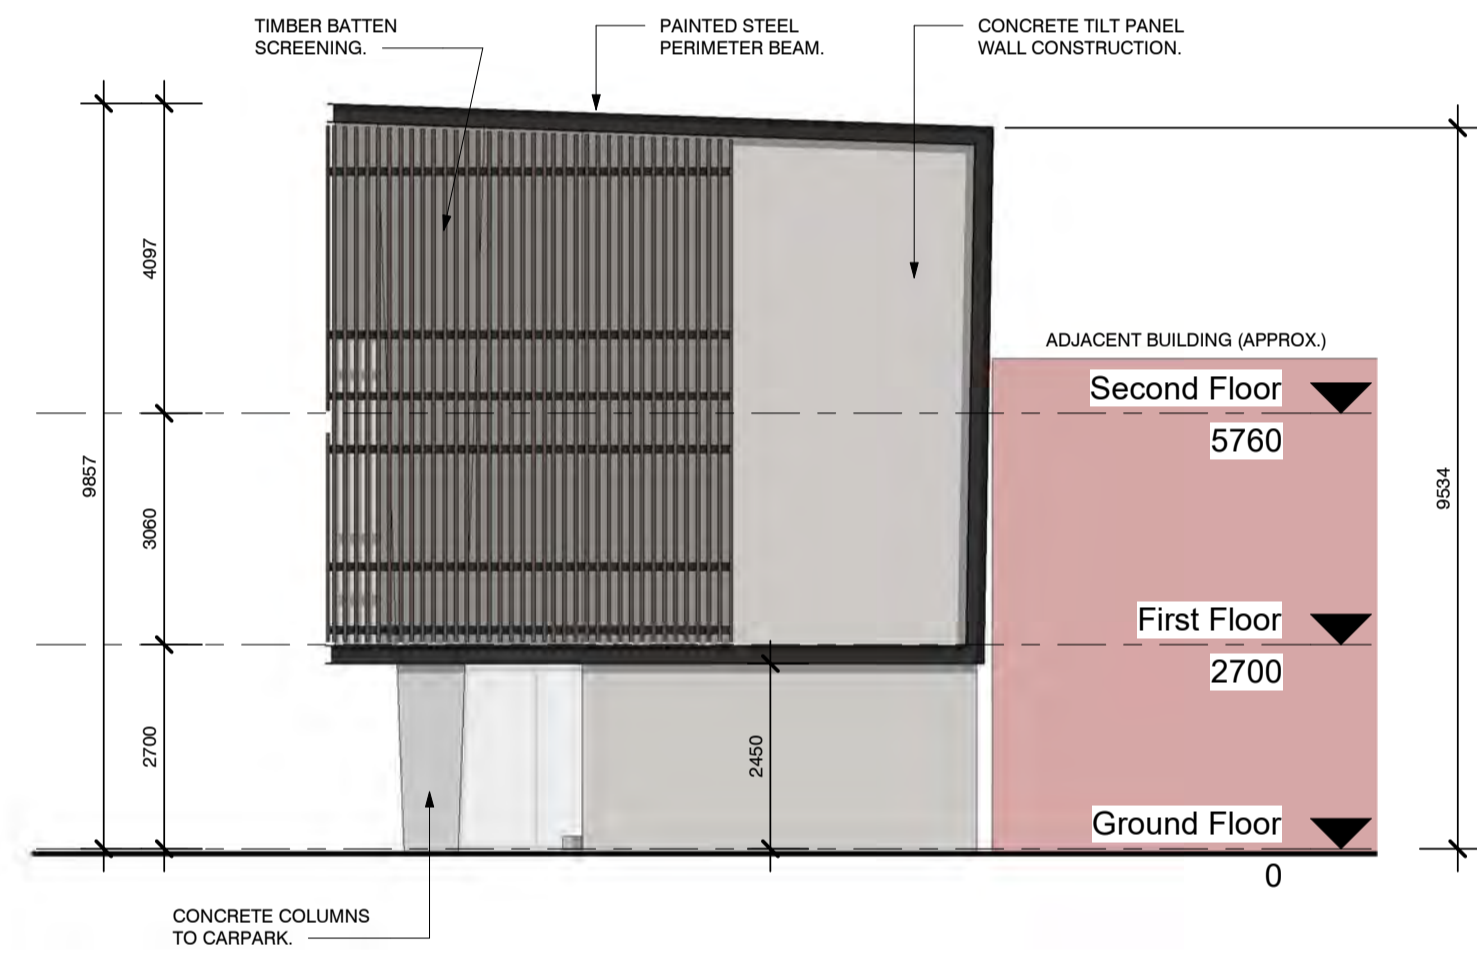 TIMBER BATTEN
SCREENING.
PAINTED STEEL
PERIMETER BEAM.
CONCRETE TILT PANEL
WALL CONSTRUCTION.
4097
ADJACENT BUILDING (APPROX.)
Second Floor
5760
9857
9534
3060
First Floor
2700
2700
2450
Ground Floor
0
CONCRETE COLUMNS
TO CARPARK.